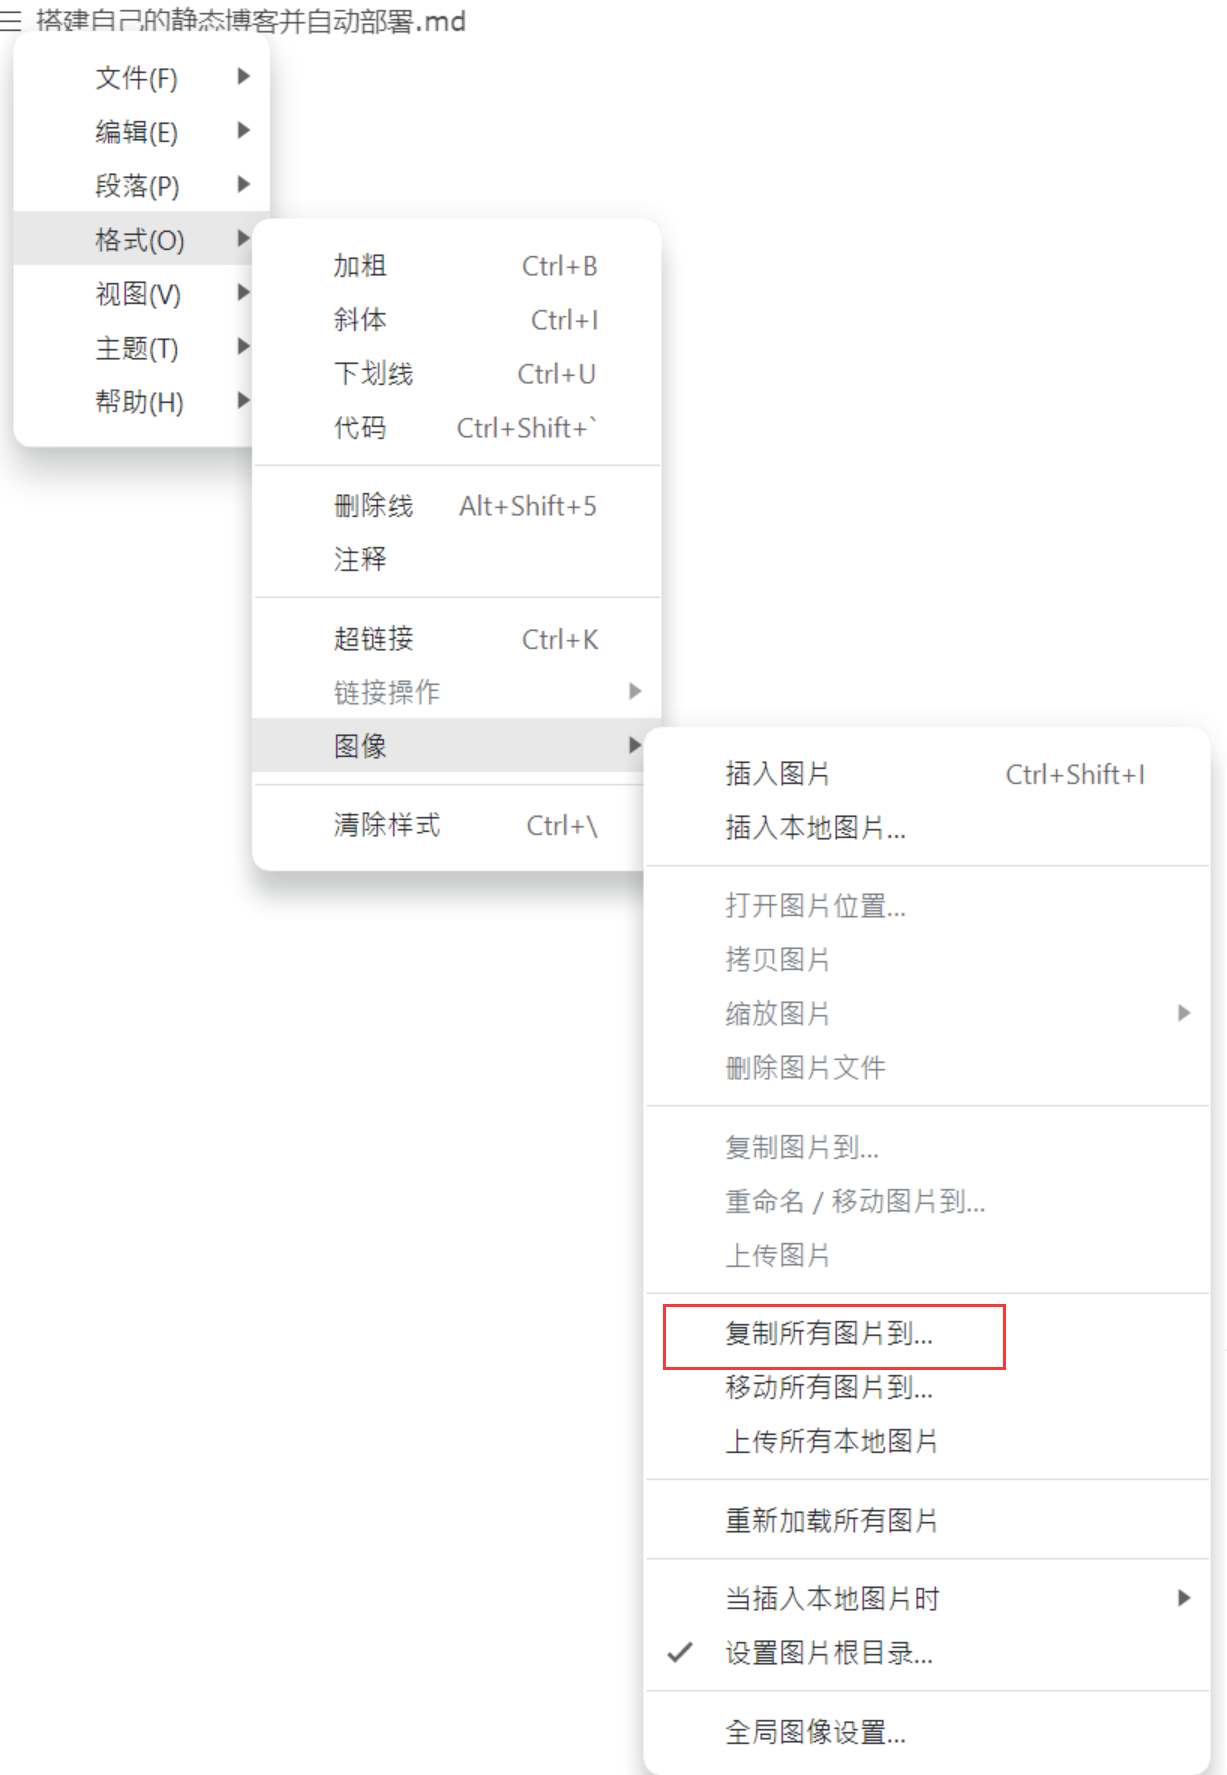 搭建自己的静态博客并自动部署.md
文件(F)
编辑(E)
段落(P)
格式(O)
视图(V)
主题(T)
帮助(H)
加粗 Ctrl+B
斜体 Ctrl+I
下划线 Ctrl+U
代码 Ctrl+Shift+`
删除线 Alt+Shift+5
注释
超链接 Ctrl+K
链接操作
图像
清除样式 Ctrl+\
插入图片 Ctrl+Shift+I
插入本地图片...
打开图片位置...
拷贝图片
缩放图片
删除图片文件
复制图片到...
重命名 / 移动图片到...
上传图片
复制所有图片到...
移动所有图片到...
上传所有本地图片
重新加载所有图片
当插入本地图片时
设置图片根目录...
全局图像设置...